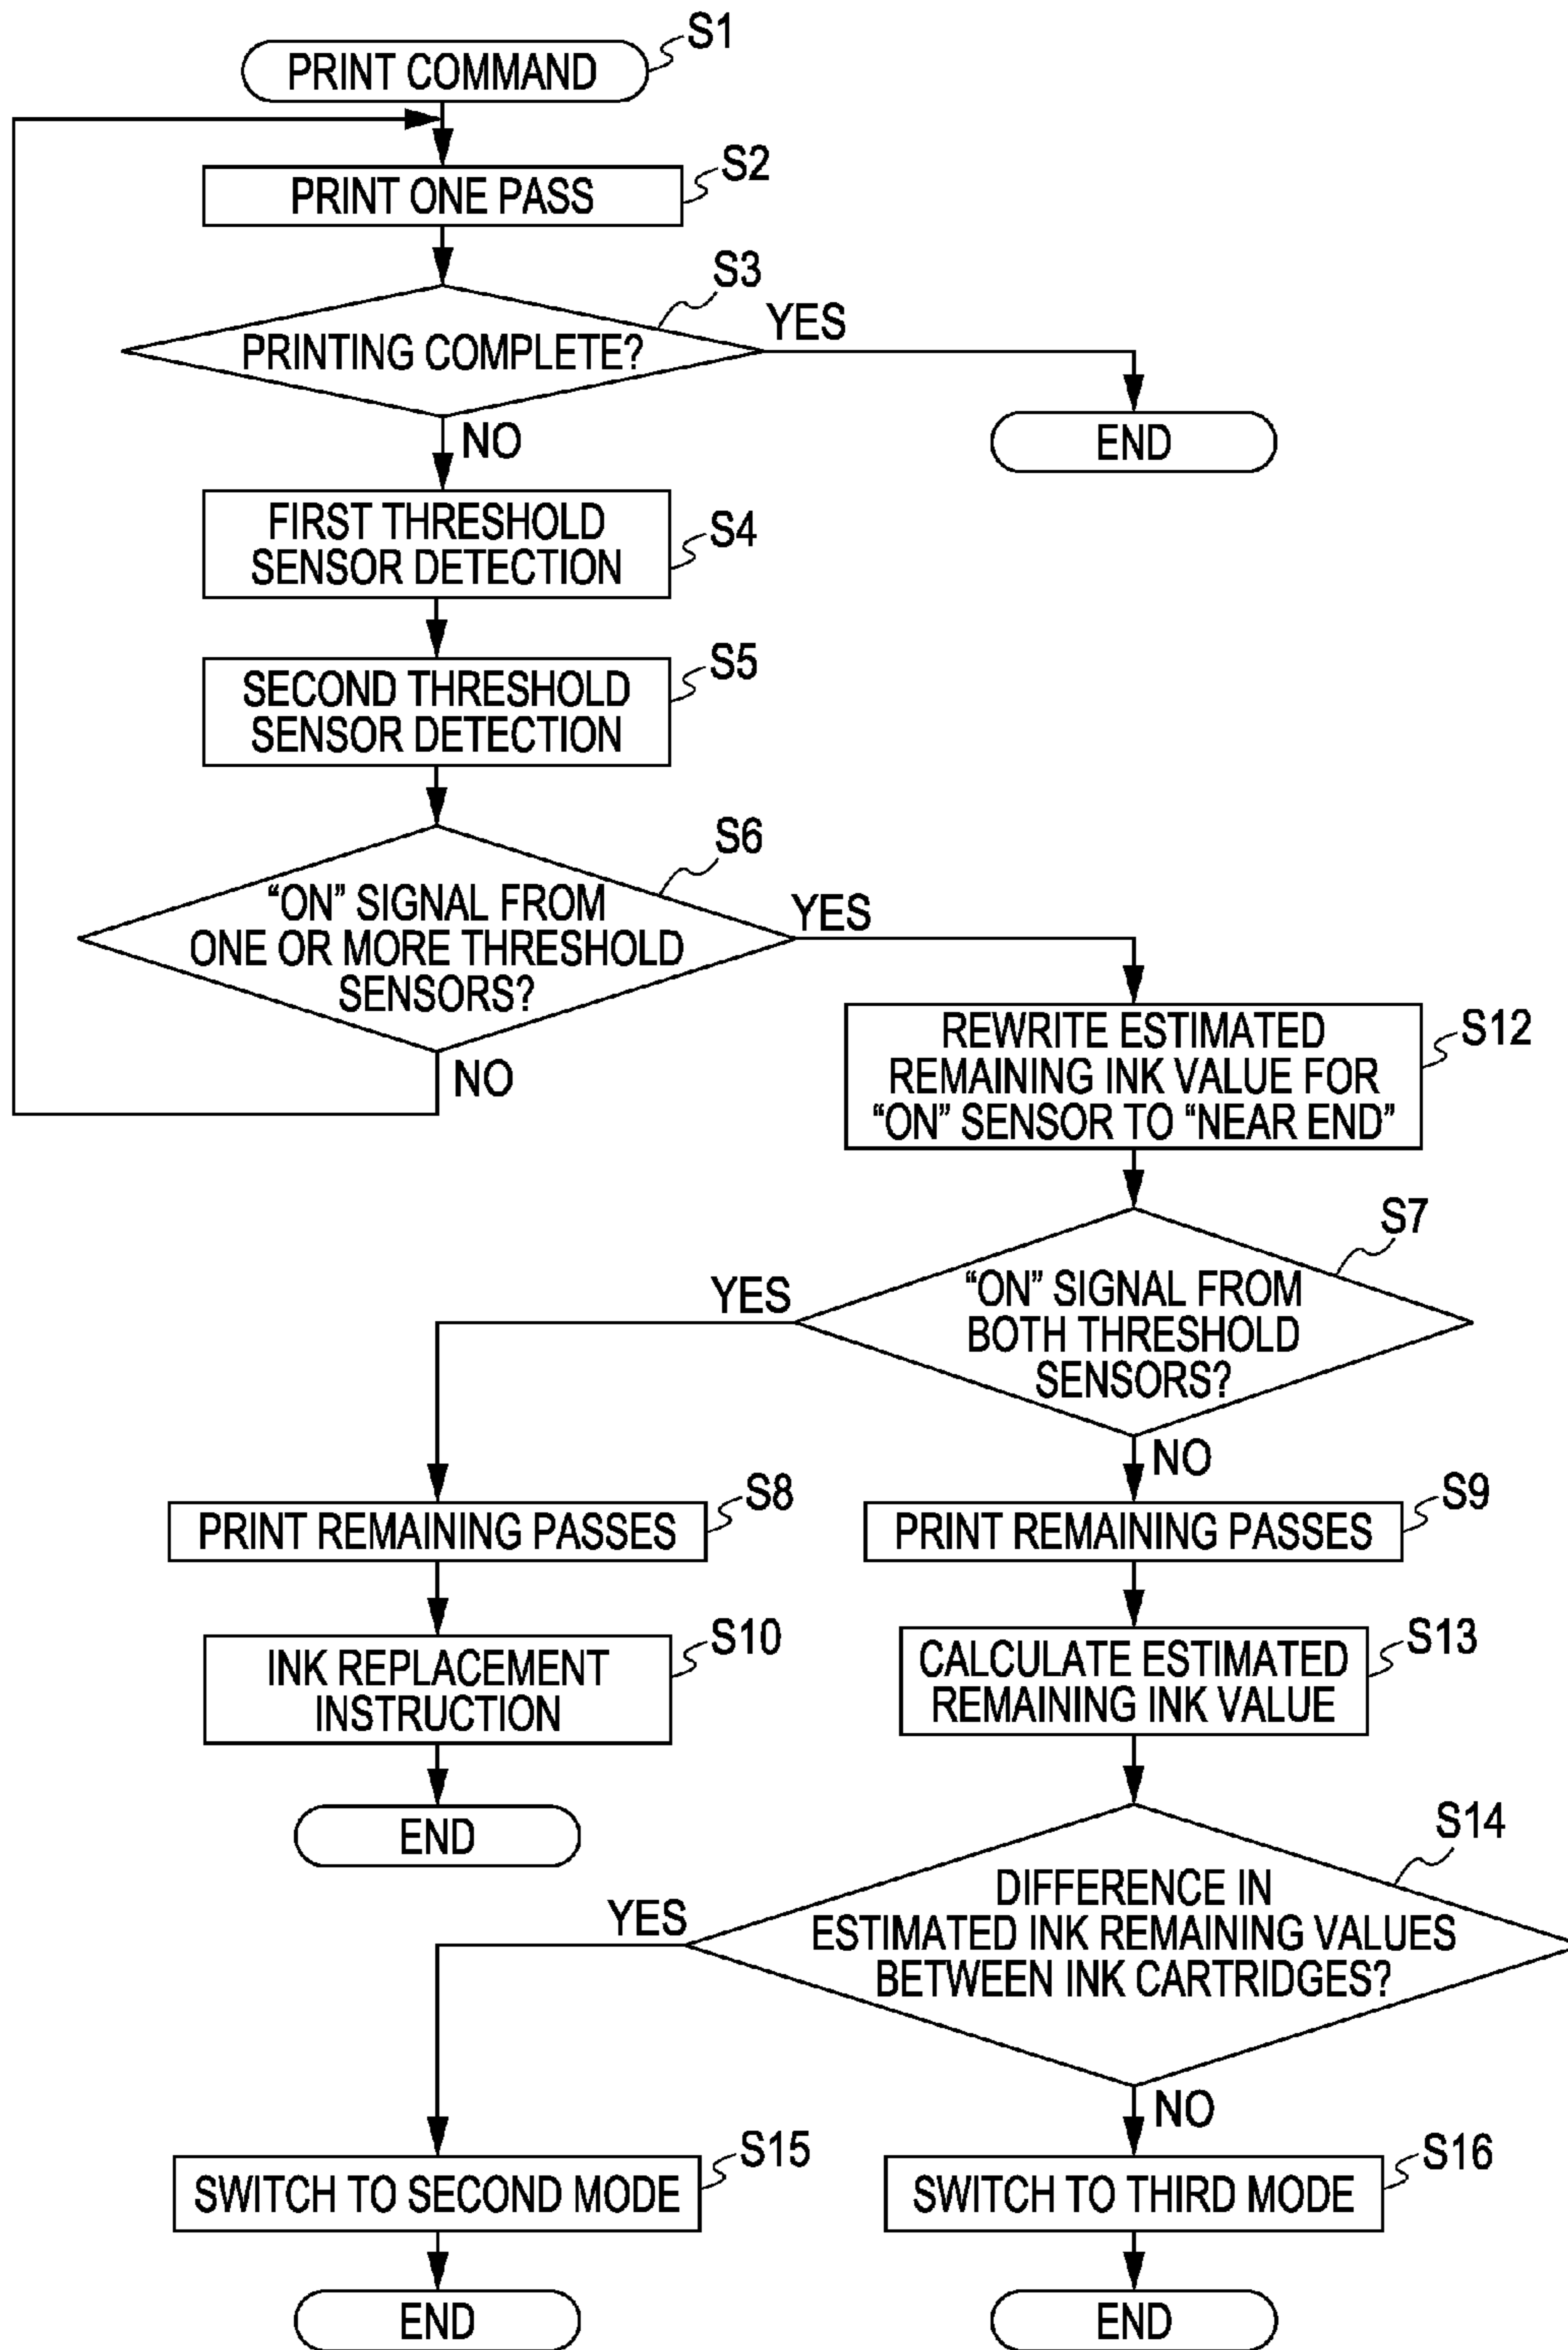 PRINT COMMAND
S1
PRINT ONE PASS
S2
PRINTING COMPLETE?
S3
YES
NO
END
FIRST THRESHOLD
SENSOR DETECTION
S4
SECOND THRESHOLD
SENSOR DETECTION
S5
"ON" SIGNAL FROM
ONE OR MORE THRESHOLD
SENSORS?
S6
YES
NO
REWRITE ESTIMATED
REMAINING INK VALUE FOR
"ON" SENSOR TO "NEAR END"
S12
"ON" SIGNAL FROM
BOTH THRESHOLD
SENSORS?
S7
YES
NO
PRINT REMAINING PASSES
S8
PRINT REMAINING PASSES
S9
INK REPLACEMENT
INSTRUCTION
S10
CALCULATE ESTIMATED
REMAINING INK VALUE
S13
END
DIFFERENCE IN
ESTIMATED INK REMAINING VALUES
BETWEEN INK CARTRIDGES?
S14
YES
NO
SWITCH TO SECOND MODE
S15
SWITCH TO THIRD MODE
S16
END
END